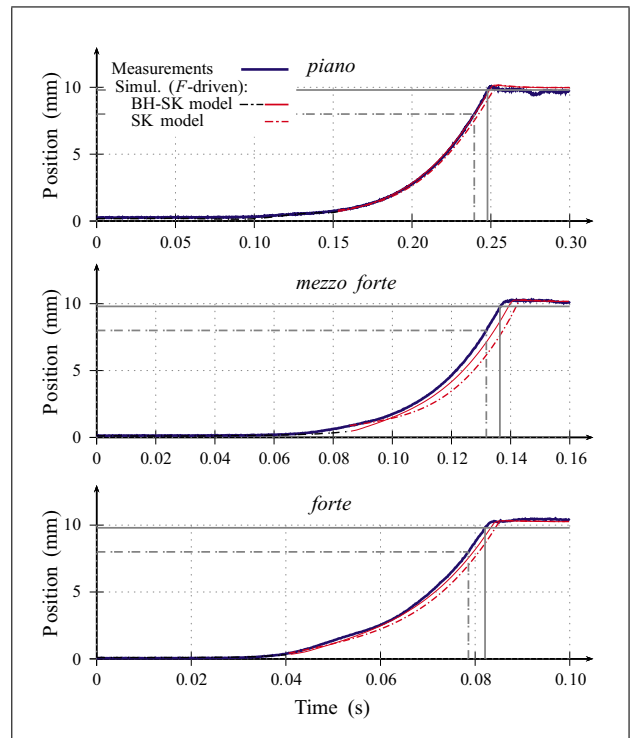 piano
Measurements
Simul. (F-driven):
BH-SK model
SK model
Position (mm)
10
5
0
0 0.05 0.10 0.15 0.20 0.25 0.30
mezzo forte
Position (mm)
10
5
0
0 0.02 0.04 0.06 0.08 0.10 0.12 0.14 0.16
forte
Position (mm)
10
5
0
0 0.02 0.04 0.06 0.08 0.10
Time (s)